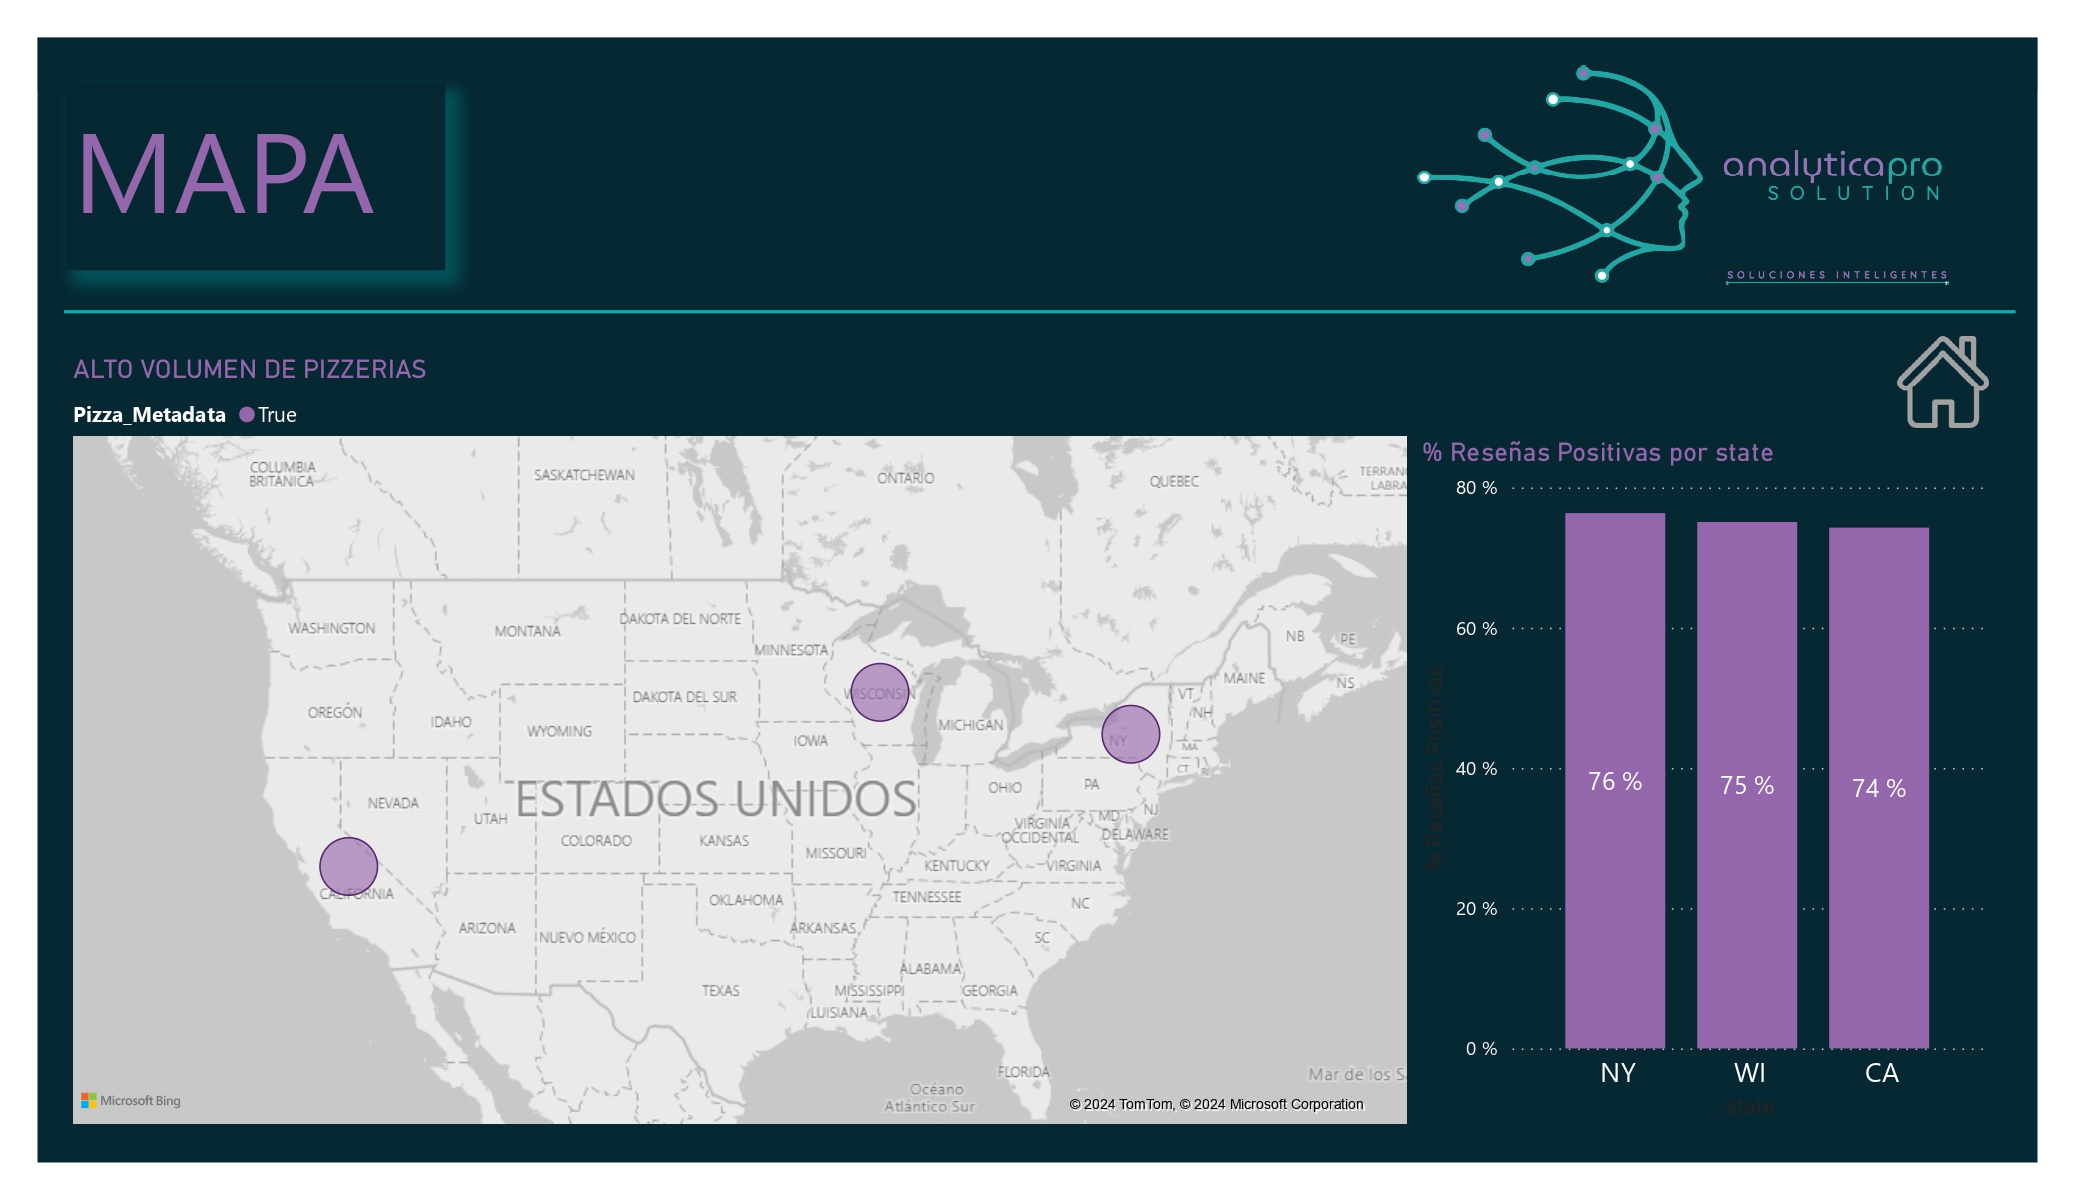 MAPA
analyticapro
SOLUTION
SOLUCIONES INTELIGENTES
ALTO VOLUMEN DE PIZZERIAS
Pizza_Metadata True
COLUMBIA
BRITANICA
SASKATCHEWAN
ONTARIO
QUEBEC
TERRAN
LABRA
WASHINGTON
MONTANA
DAKOTA DEL NORTE
MINNESOTA
NB
PE
OREGÓN
IDAHO
WYOMING
DAKOTA DEL SUR
WISCONSIN
MICHIGAN
VT
NH
MAINE
NS
IOWA
NY
MA
CT
RI
NEVADA
UTAH
ESTADOS UNIDOS
OHIO
PA
NJ
MD
DELAWARE
COLORADO
KANSAS
MISSOURI
VIRGINIA
OCCIDENTAL
KENTUCKY
VIRGINIA
CALIFORNIA
ARIZONA
NUEVO MÉXICO
OKLAHOMA
ARKANSAS
TENNESSEE
NC
SC
TEXAS
MISSISSIPPI
ALABAMA
GEORGIA
LUISIANA
FLORIDA
Océano
Atlántico Sur
Mar de los S
Microsoft Bing
© 2024 TomTom, © 2024 Microsoft Corporation
% Reseñas Positivas por state
% Reseñas Positivas
80 %
60 %
40 %
20 %
0 %
76 %
75 %
74 %
NY
WI
CA
state